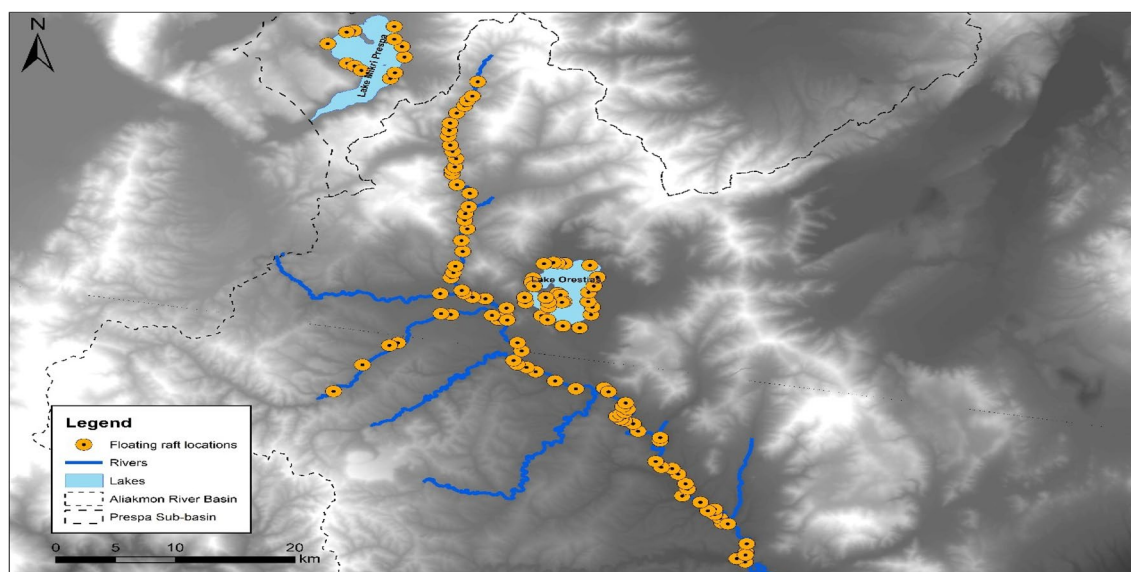 N
Lake Mikri Prespa
Lake Orestias
Legend
Floating raft locations
Rivers
Lakes
Aliakmon River Basin
Prespa Sub-basin
0 5 10 20
km